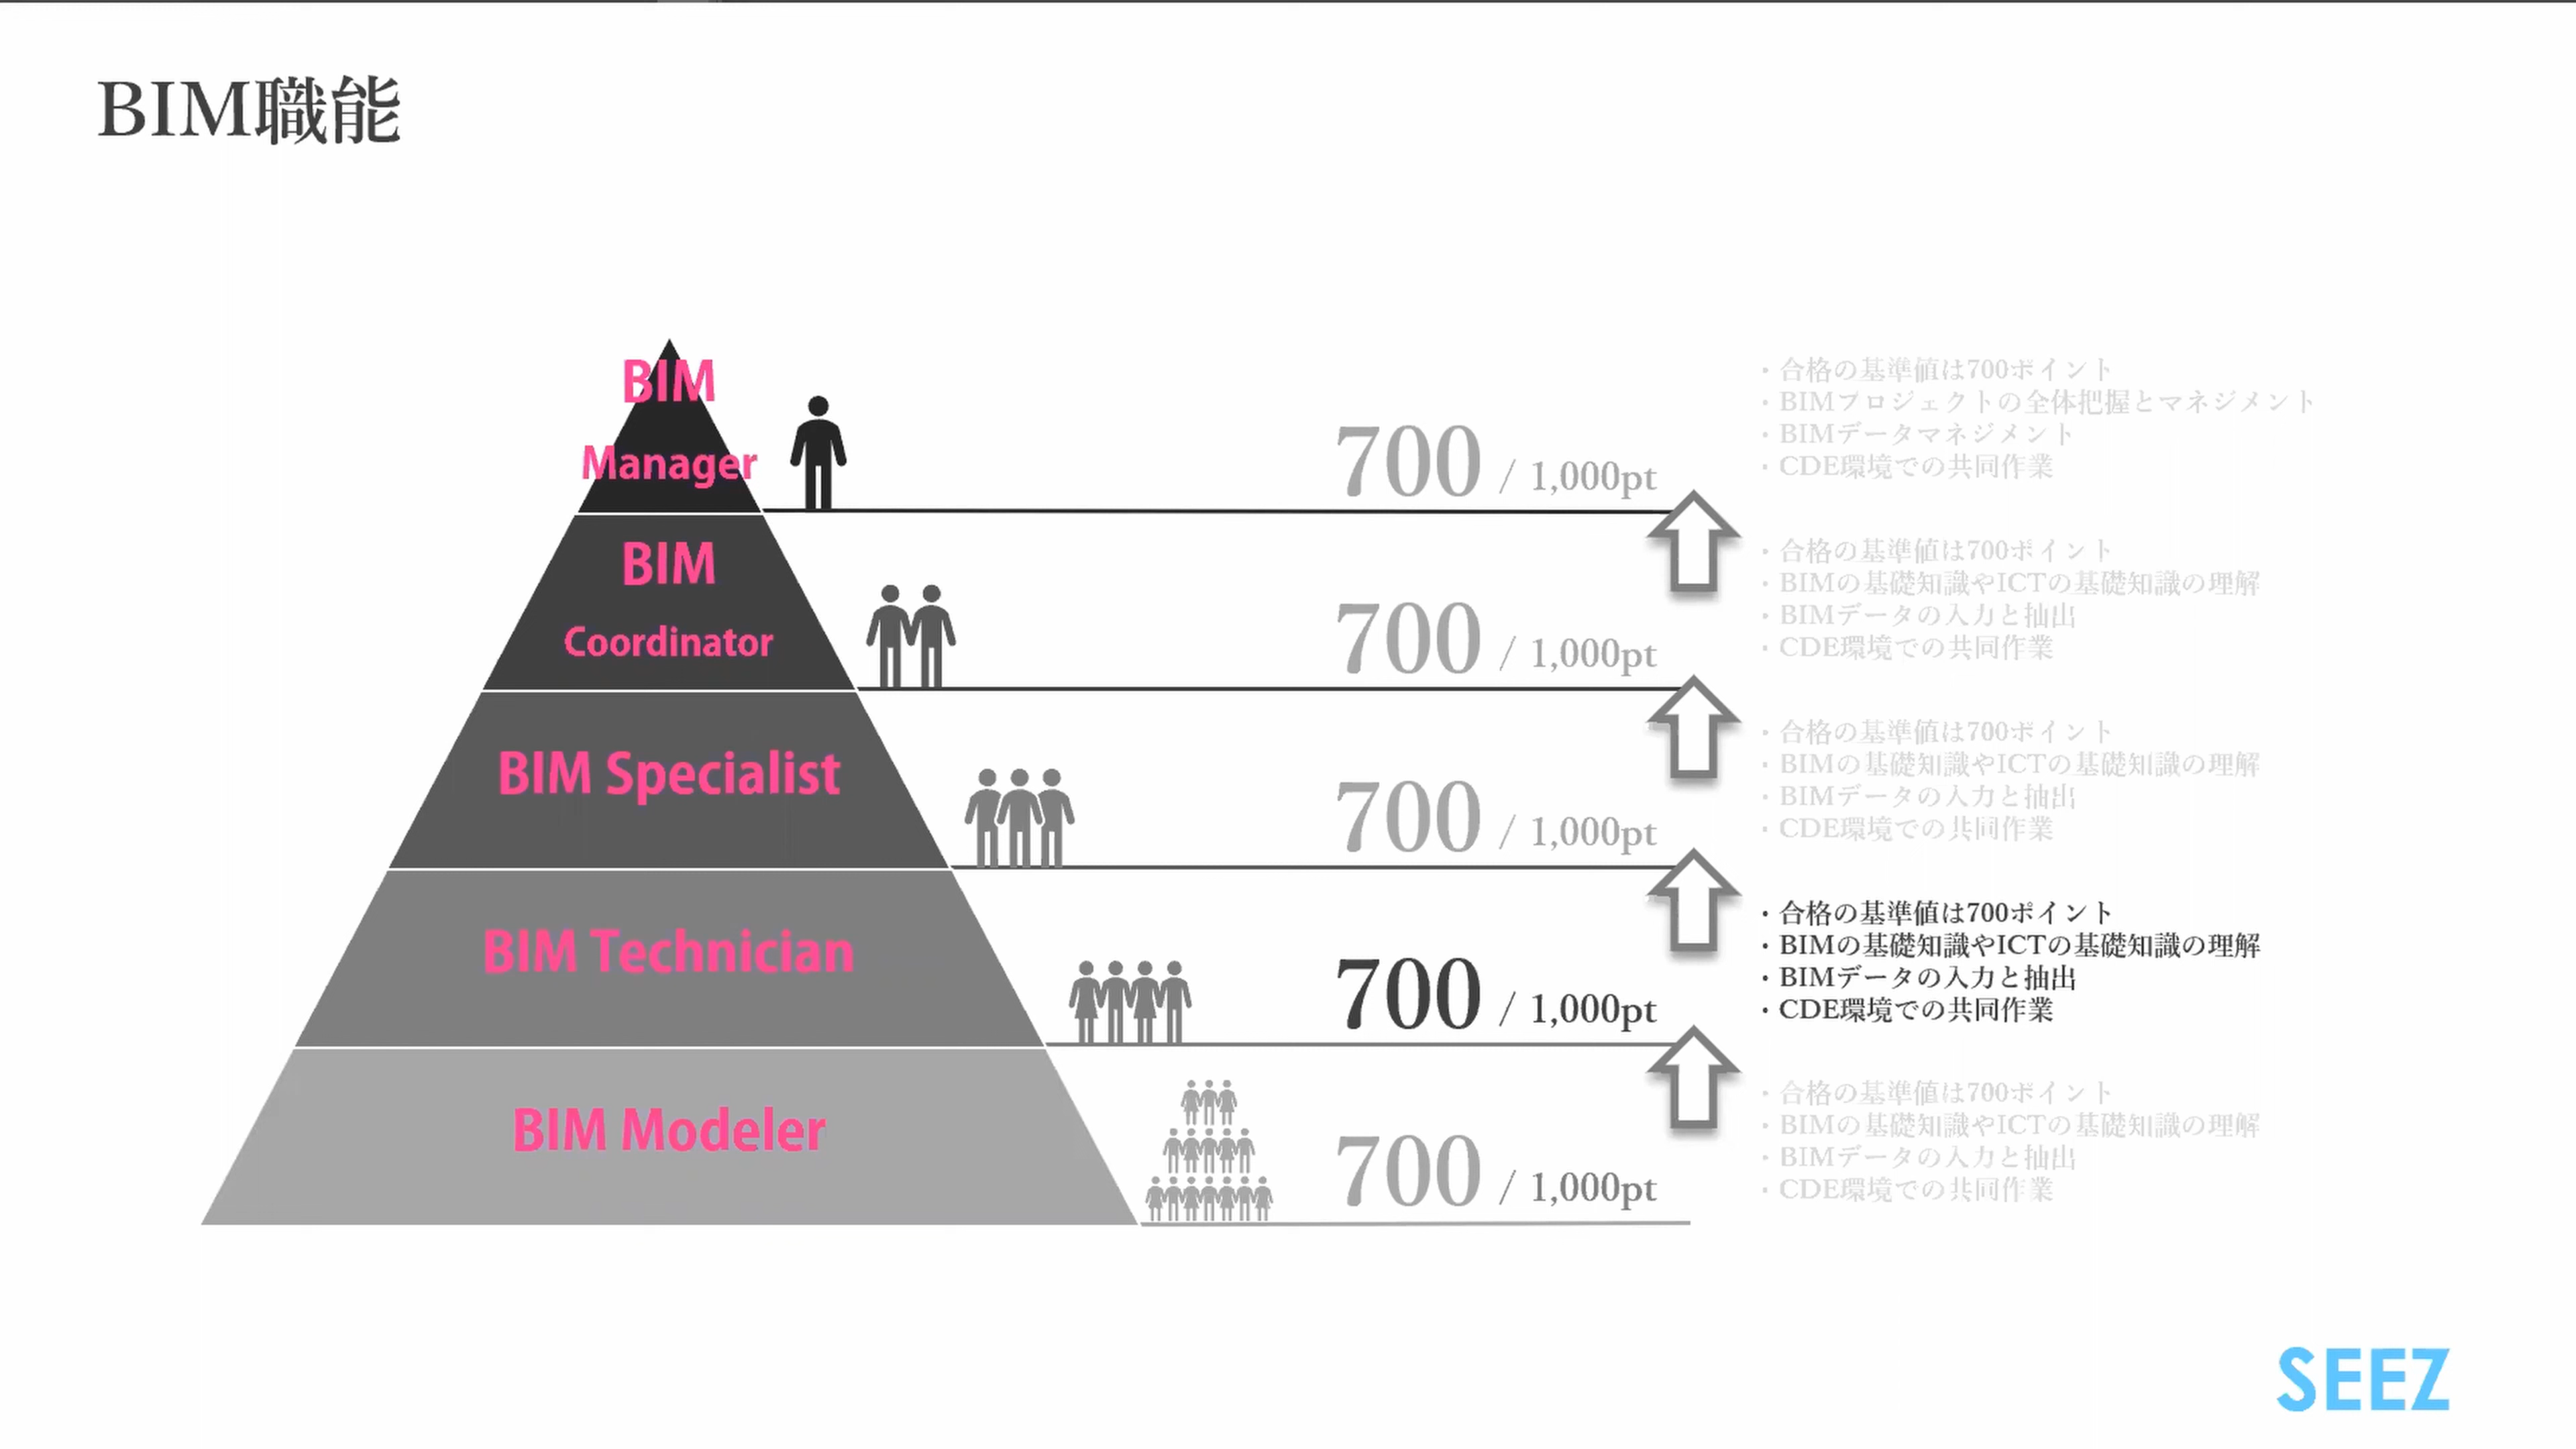 BIM職能
BIM
Manager
700 / 1,000pt
・合格の基準値は700ポイント
・BIMプロジェクトの全体把握とマネジメント
・BIMデータマネジメント
・CDE環境での共同作業
BIM
Coordinator
700 / 1,000pt
・合格の基準値は700ポイント
・BIMの基礎知識やICTの基礎知識の理解
・BIMデータの入力と抽出
・CDE環境での共同作業
BIM Specialist
700 / 1,000pt
・合格の基準値は700ポイント
・BIMの基礎知識やICTの基礎知識の理解
・BIMデータの入力と抽出
・CDE環境での共同作業
BIM Technician
700 / 1,000pt
・合格の基準値は700ポイント
・BIMの基礎知識やICTの基礎知識の理解
・BIMデータの入力と抽出
・CDE環境での共同作業
BIM Modeler
700 / 1,000pt
・合格の基準値は700ポイント
・BIMの基礎知識やICTの基礎知識の理解
・BIMデータの入力と抽出
・CDE環境での共同作業
SEEZ